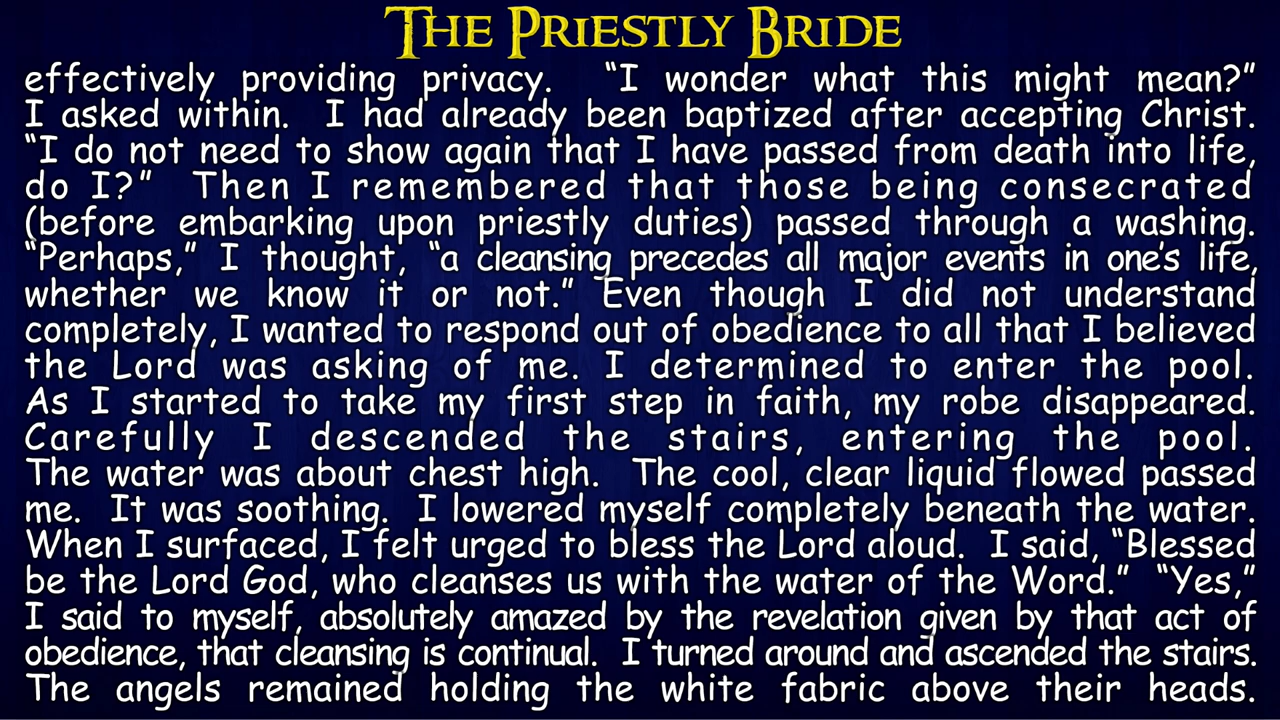 The Priestly Bride
effectively providing privacy. “I wonder what this might mean?”
I asked within. I had already been baptized after accepting Christ.
“I do not need to show again that I have passed from death into life,
do I?” Then I remembered that those being consecrated
(before embarking upon priestly duties) passed through a washing.
“Perhaps,” I thought, “a cleansing precedes all major events in one’s life,
whether we know it or not.” Even though I did not understand
completely, I wanted to respond out of obedience to all that I believed
the Lord was asking of me. I determined to enter the pool.
As I started to take my first step in faith, my robe disappeared.
Carefully I descended the stairs, entering the pool.
The water was about chest high. The cool, clear liquid flowed passed
me. It was soothing. I lowered myself completely beneath the water.
When I surfaced, I felt urged to bless the Lord aloud. I said, “Blessed
be the Lord God, who cleanses us with the water of the Word.” “Yes,”
I said to myself, absolutely amazed by the revelation given by that act of
obedience, that cleansing is continual. I turned around and ascended the stairs.
The angels remained holding the white fabric above their heads.